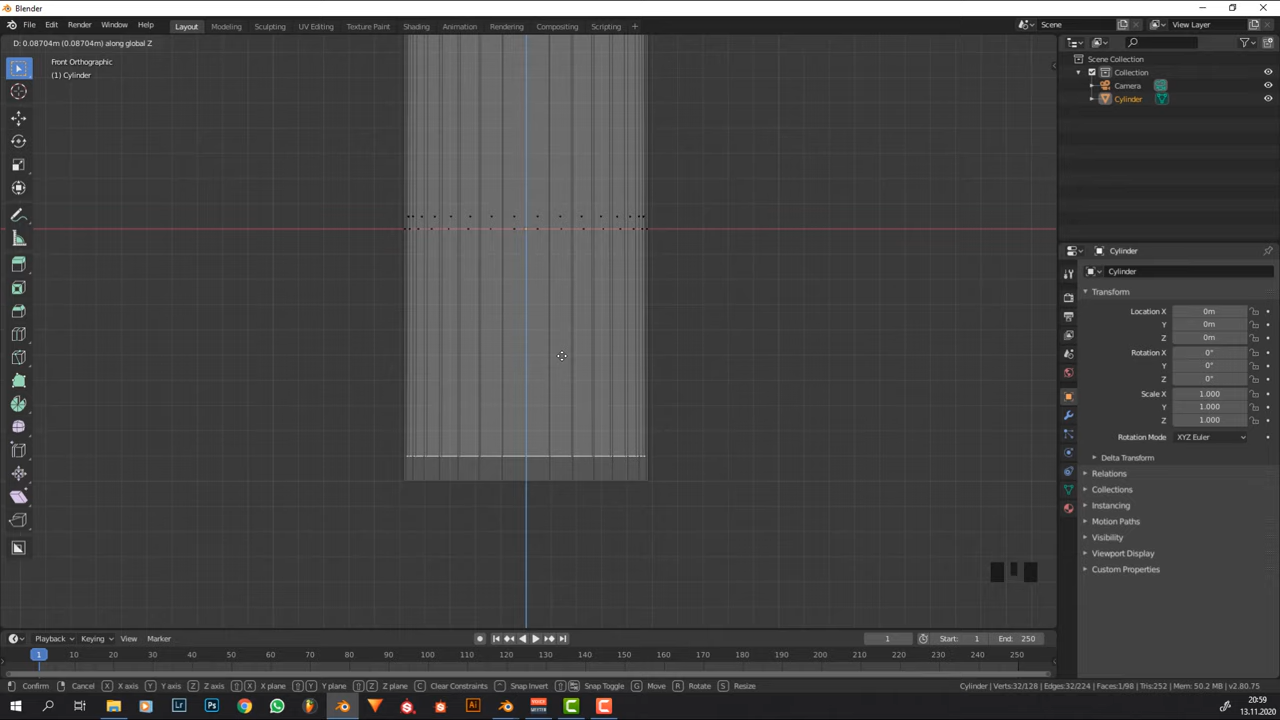 Blender
File Edit Render Window Help Layout Modeling Sculpting UV Editing Texture Paint Shading Animation Rendering Compositing Scripting + Scene View Layer
D: 0.08704m (0.08704m) along global Z
Front Orthographic
(1) Cylinder
Scene Collection
Collection
Camera
Cylinder
Cylinder
Cylinder
Transform
Location X 0m
Y 0m
Z 0m
Rotation X 0°
Y 0°
Z 0°
Scale X 1.000
Y 1.000
Z 1.000
Rotation Mode XYZ Euler
Delta Transform
Relations
Collections
Instancing
Motion Paths
Visibility
Viewport Display
Custom Properties
Playback Keying View Marker 1 Start: 1 End: 250
1 10 20 30 40 50 60 70 80 90 100 110 120 130 140 150 160 170 180 190 200 210 220 230 240 250
Confirm Cancel X X axis Y Y axis Z Z axis X X plane Y Y plane Z Z plane C Clear Constraints Snap Invert Snap Toggle G Move R Rotate S Resize Cylinder | Verts:32/128 | Edges:32/224 | Faces:1/98 | Tris:252 | Mem: 50.2 MB | v2.80.75
Lr Ps Ai
20:59
13.11.2020